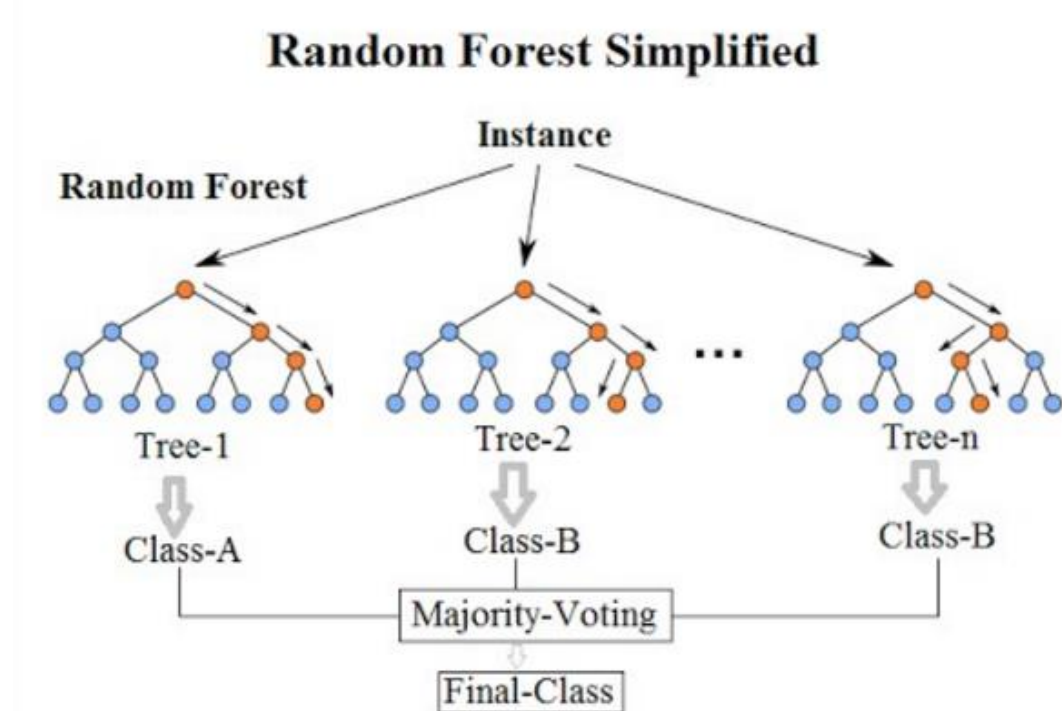 Random Forest Simplified
Instance
Random Forest
...
Tree-1
Tree-2
Tree-n
Class-A
Class-B
Class-B
Majority-Voting
Final-Class